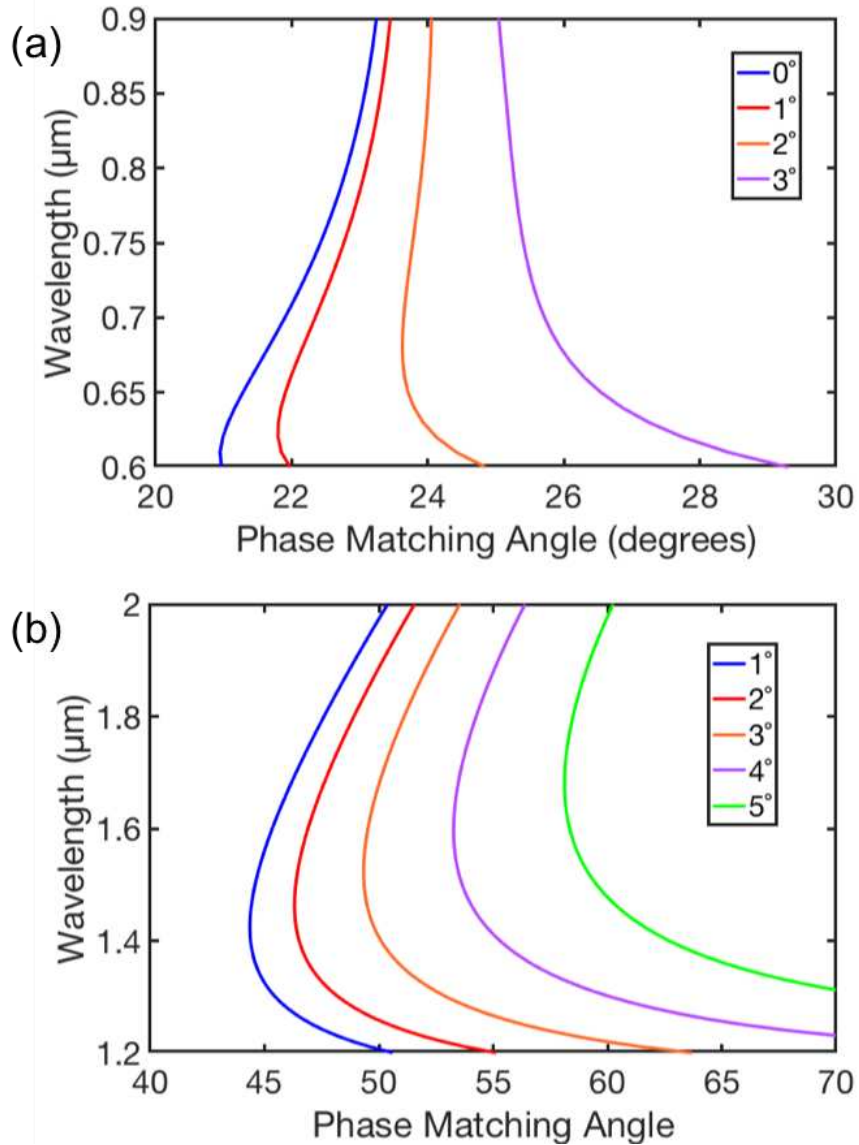 (a)
0.9
0.85
0.8
0.75
0.7
0.65
0.6
Wavelength (μm)
0°
1°
2°
3°
20 22 24 26 28 30
Phase Matching Angle (degrees)
(b)
2
1.8
1.6
1.4
1.2
Wavelength (μm)
1°
2°
3°
4°
5°
40 45 50 55 60 65 70
Phase Matching Angle